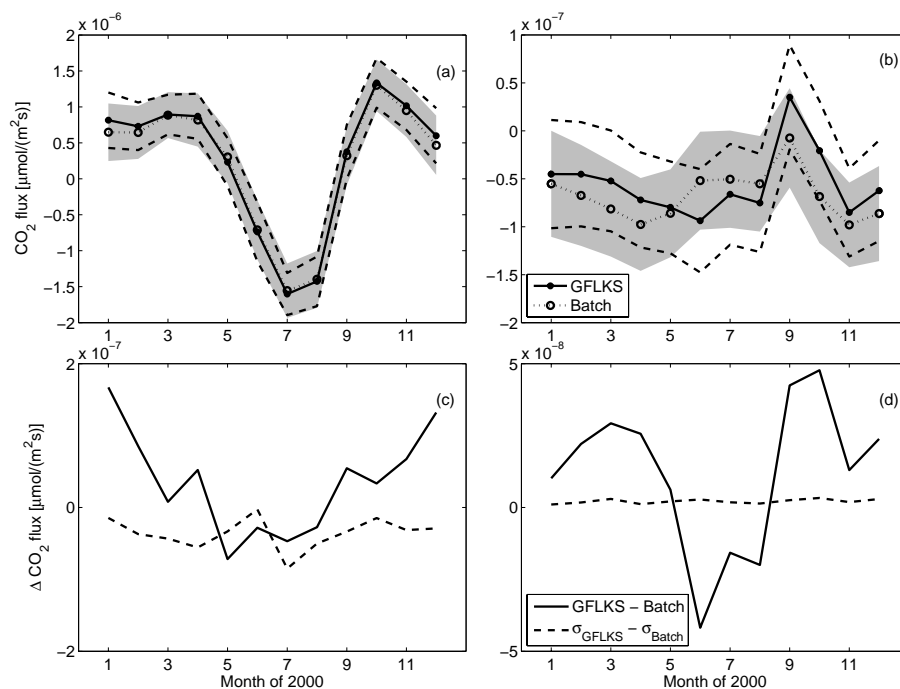 x 10⁻⁶
(a)
2
1.5
1
0.5
0
−0.5
−1
−1.5
−2
CO₂ flux [μmol/(m²s)]
1 3 5 7 9 11
x 10⁻⁷
(b)
1
0.5
0
−0.5
−1
−1.5
−2
GFLKS
Batch
1 3 5 7 9 11
x 10⁻⁷
(c)
2
0
−2
Δ CO₂ flux [μmol/(m²s)]
1 3 5 7 9 11
Month of 2000
x 10⁻⁸
(d)
5
0
−5
GFLKS − Batch
σGFLKS − σBatch
1 3 5 7 9 11
Month of 2000